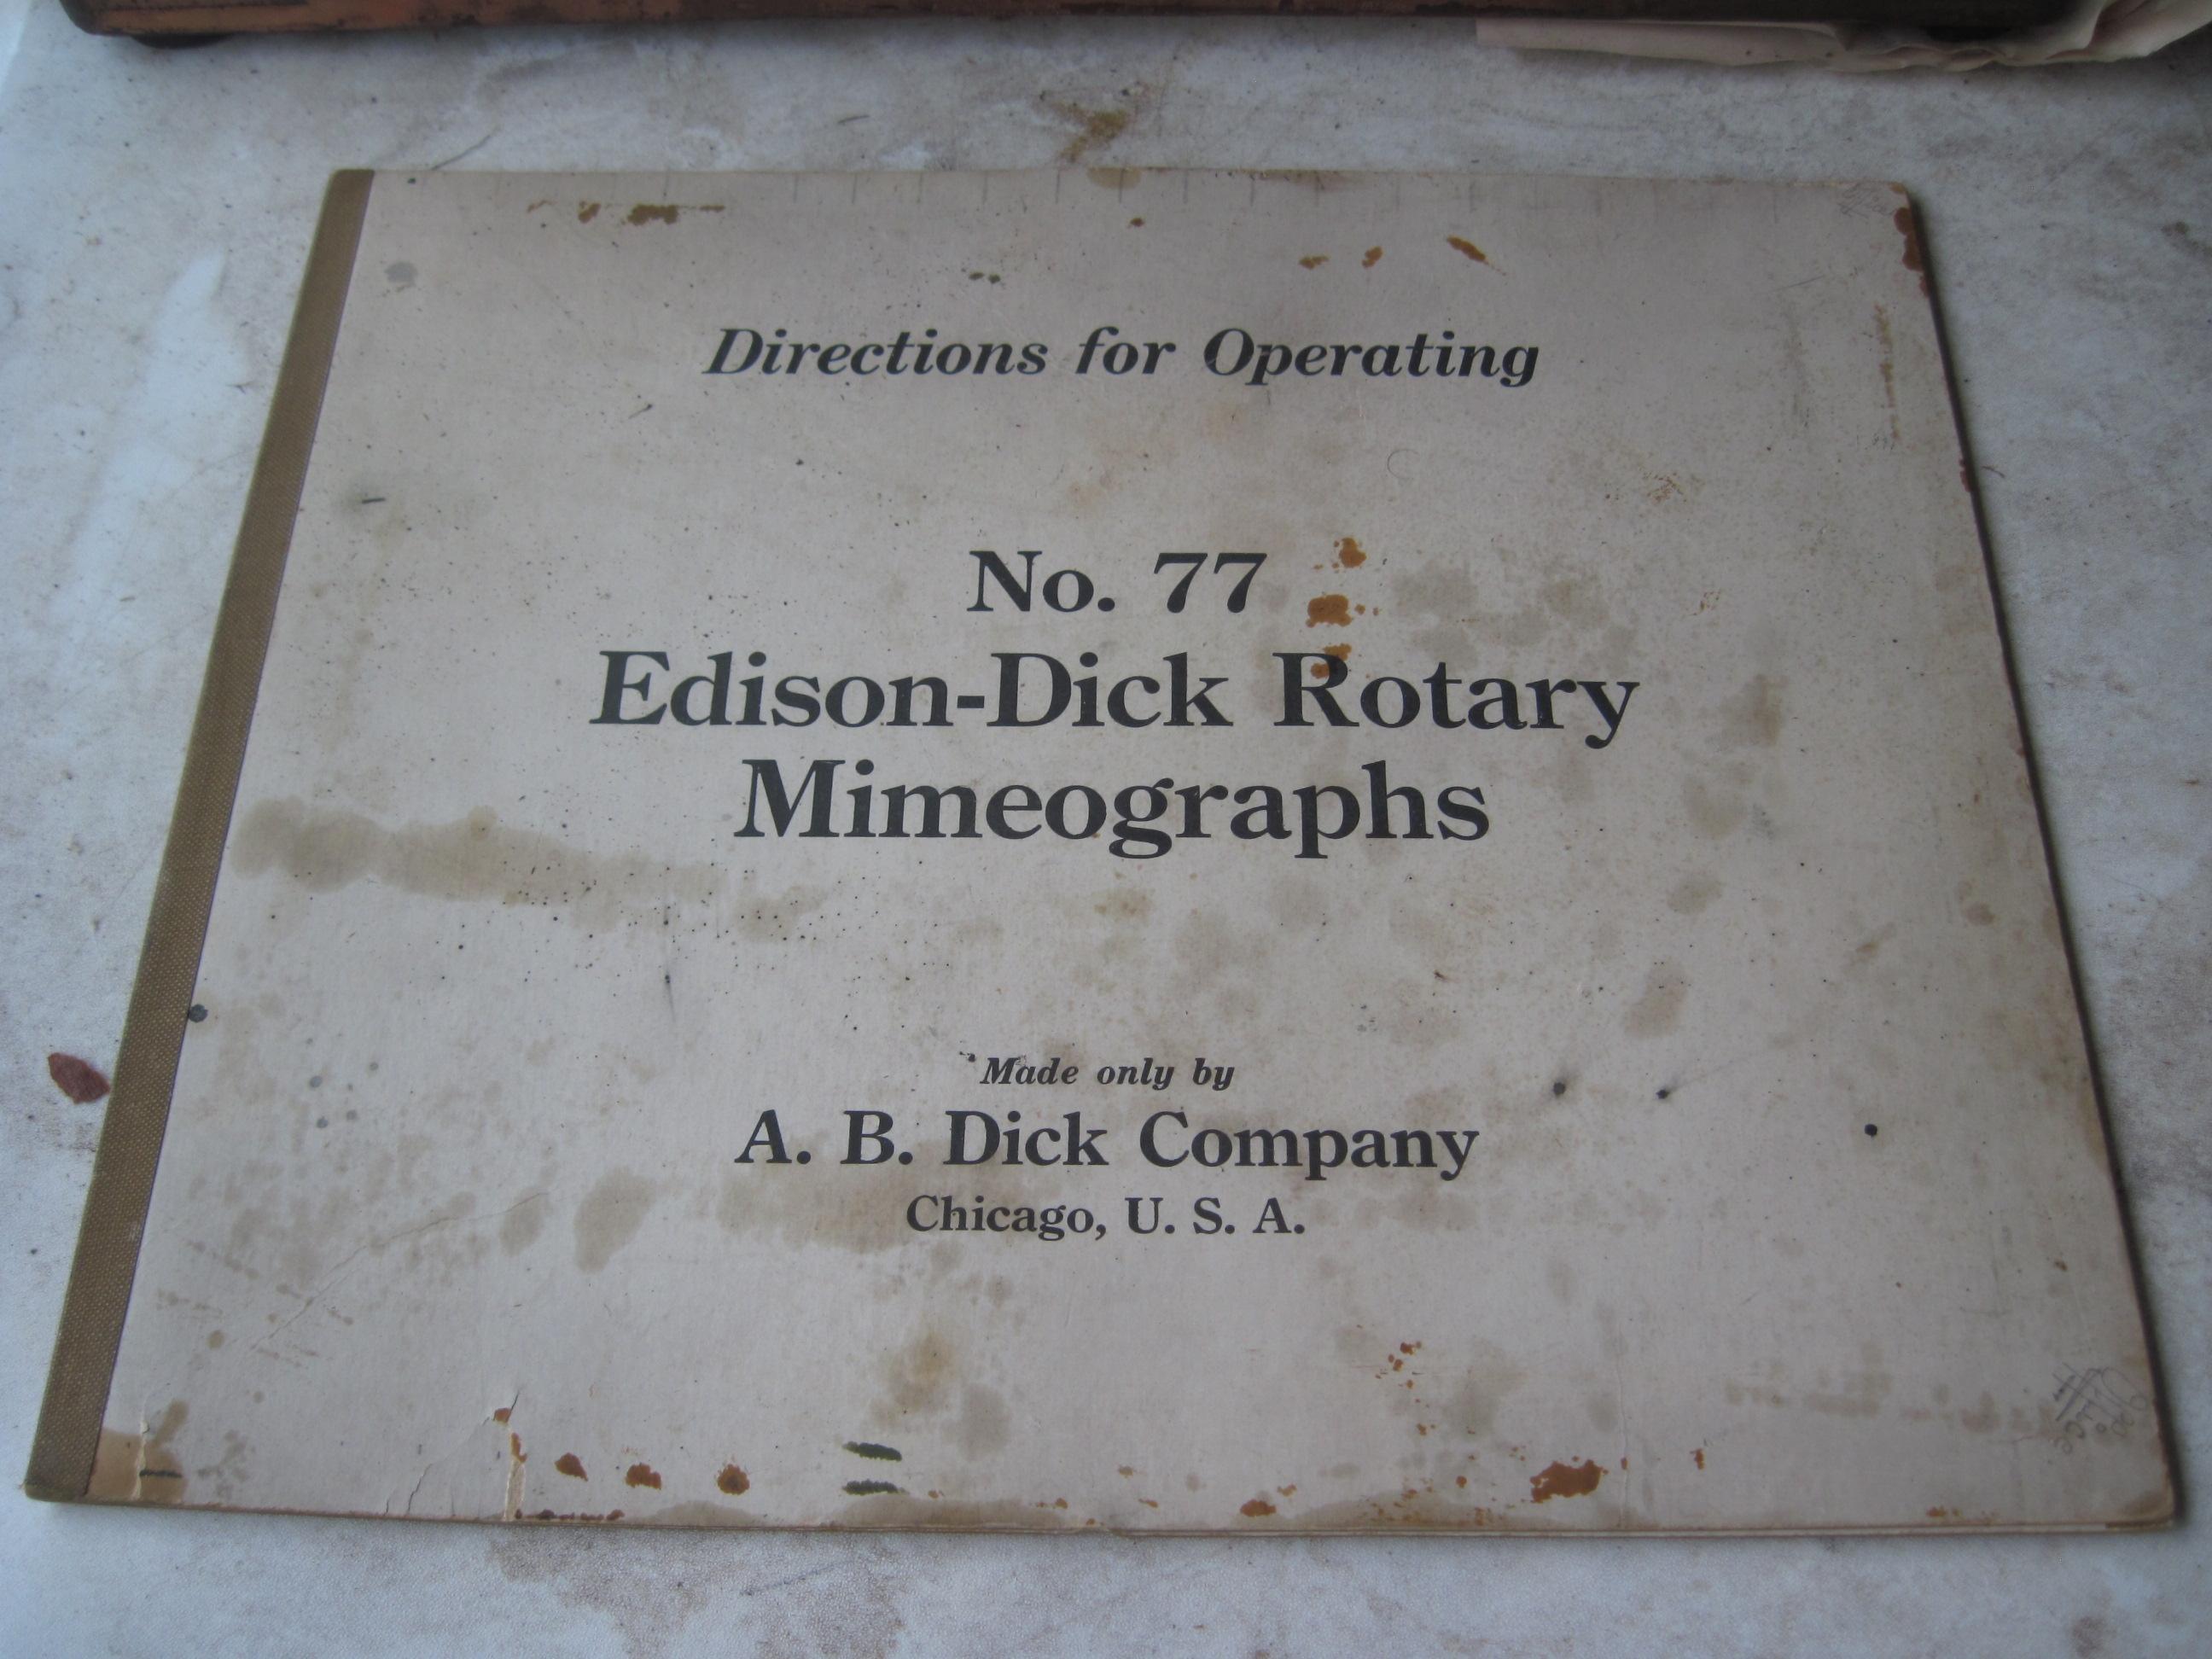 Directions for Operating
No. 77
Edison-Dick Rotary
Mimeographs
Made only by
A. B. Dick Company
Chicago, U. S. A.